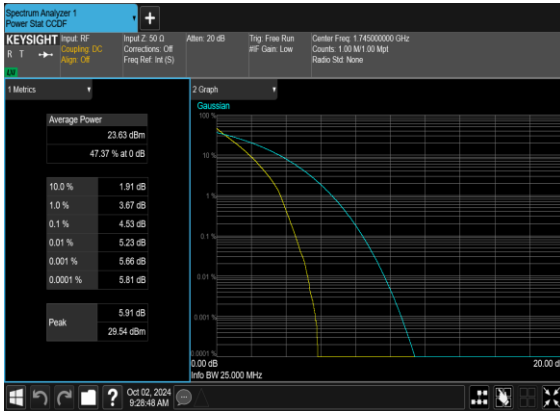 Spectrum Analyzer 1
Power Stat CCDF
KEYSIGHT
R T
LXI
Input: RF
Coupling: DC
Align: Off
Input Z: 50 Ω
Corrections: Off
Freq Ref: Int (S)
Atten: 20 dB
Trig: Free Run
#IF Gain: Low
Center Freq: 1.745000000 GHz
Counts: 1.00 M/1.00 Mpt
Radio Std: None
1 Metrics
Average Power
23.63 dBm
47.37 % at 0 dB
10.0 % 1.91 dB
1.0 % 3.67 dB
0.1 % 4.53 dB
0.01 % 5.23 dB
0.001 % 5.66 dB
0.0001 % 5.81 dB
Peak
5.91 dB
29.54 dBm
2 Graph
Gaussian
100 %
10 %
1 %
0.1 %
0.01 %
0.001 %
0.0001 %
0.00 dB
20.00 dB
Info BW 25.000 MHz
?
Oct 02, 2024
9:28:48 AM